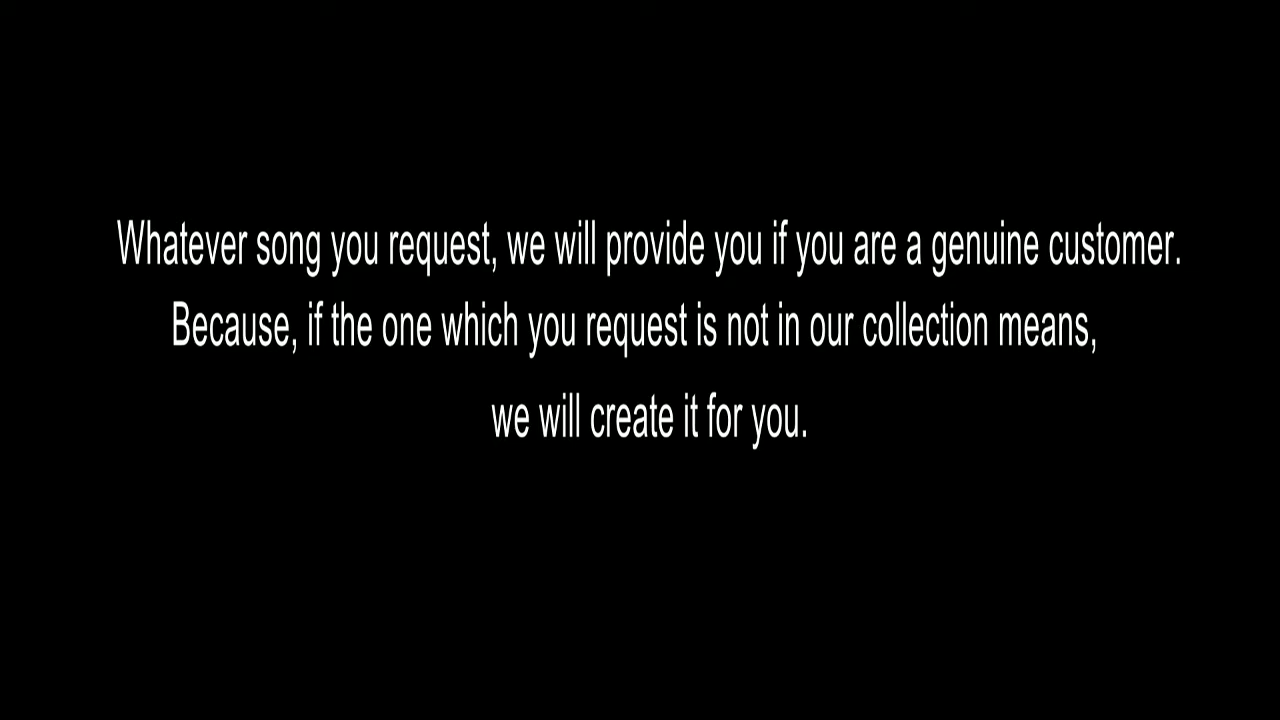 Whatever song you request, we will provide you if you are a genuine customer.
Because, if the one which you request is not in our collection means,
we will create it for you.